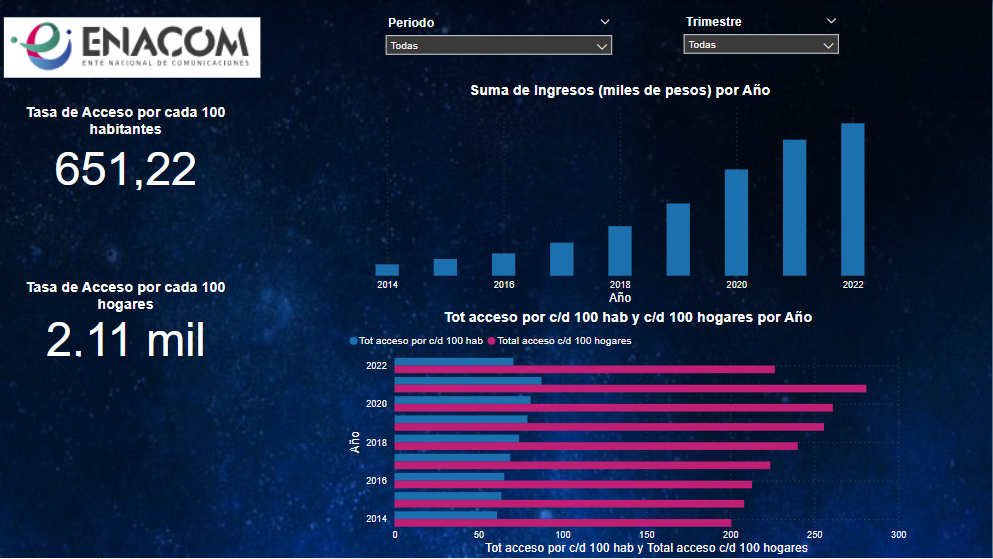 ENACOM
ENTE NACIONAL DE COMUNICACIONES
Periodo
Todas
Trimestre
Todas
Tasa de Acceso por cada 100
habitantes
651,22
Tasa de Acceso por cada 100
hogares
2.11 mil
Suma de Ingresos (miles de pesos) por Año
2014 2016 2018 2020 2022
Año
Tot acceso por c/d 100 hab y c/d 100 hogares por Año
Tot acceso por c/d 100 hab Total acceso c/d 100 hogares
Año
2022
2020
2018
2016
2014
0 50 100 150 200 250 300
Tot acceso por c/d 100 hab y Total acceso c/d 100 hogares